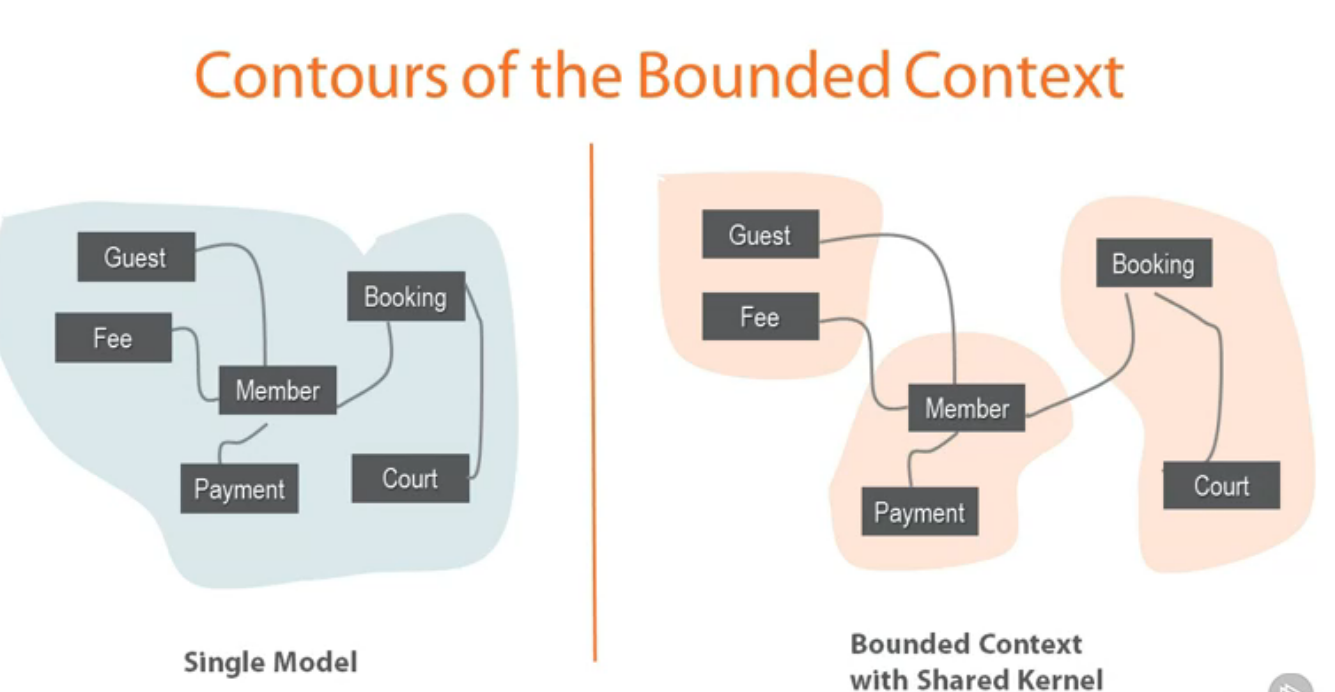 Contours of the Bounded Context
Guest
Fee
Booking
Member
Payment
Court
Single Model
Guest
Fee
Booking
Member
Payment
Court
Bounded Context
with Shared Kernel